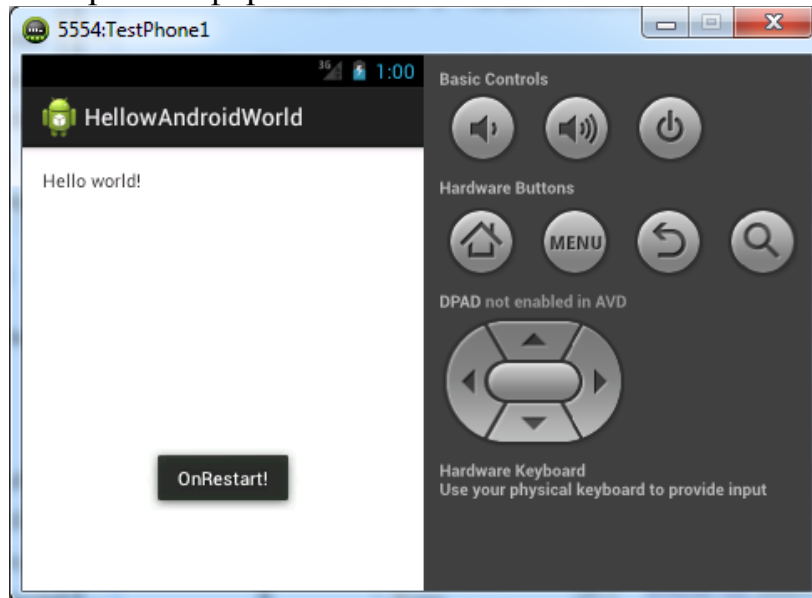 5554:TestPhone1
3G 1:00
HellowAndroidWorld
Hello world!
OnRestart!
Basic Controls
Hardware Buttons
MENU
DPAD not enabled in AVD
Hardware Keyboard
Use your physical keyboard to provide input